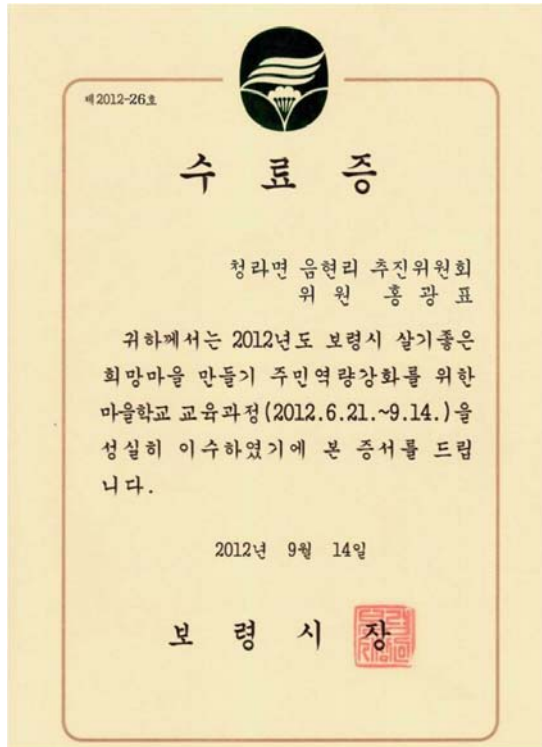 제2012-26호
수 료 증
청라면 음현리 추진위원회
위 원 홍 광 표
귀하께서는 2012년도 보령시 살기좋은
희망마을 만들기 주민역량강화를 위한
마을학교 교육과정(2012.6.21.~9.14.)을
성실히 이수하였기에 본 증서를 드립
니다.
2012년 9월 14일
보 령 시 장